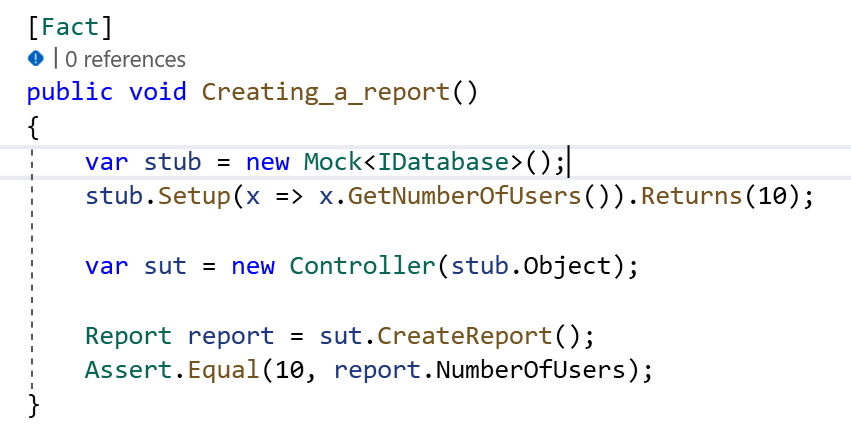 [Fact]
| 0 references
public void Creating_a_report()
{
var stub = new Mock<IDatabase>();
stub.Setup(x => x.GetNumberOfUsers()).Returns(10);
var sut = new Controller(stub.Object);
Report report = sut.CreateReport();
Assert.Equal(10, report.NumberOfUsers);
}